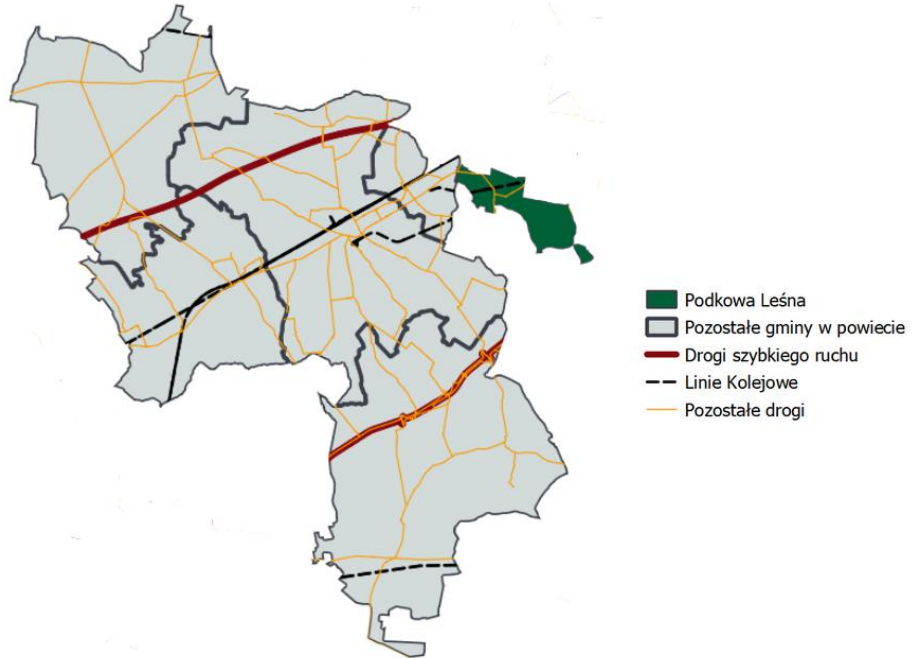 Podkowa Leśna
Pozostałe gminy w powiecie
Drogi szybkiego ruchu
Linie Kolejowe
Pozostałe drogi